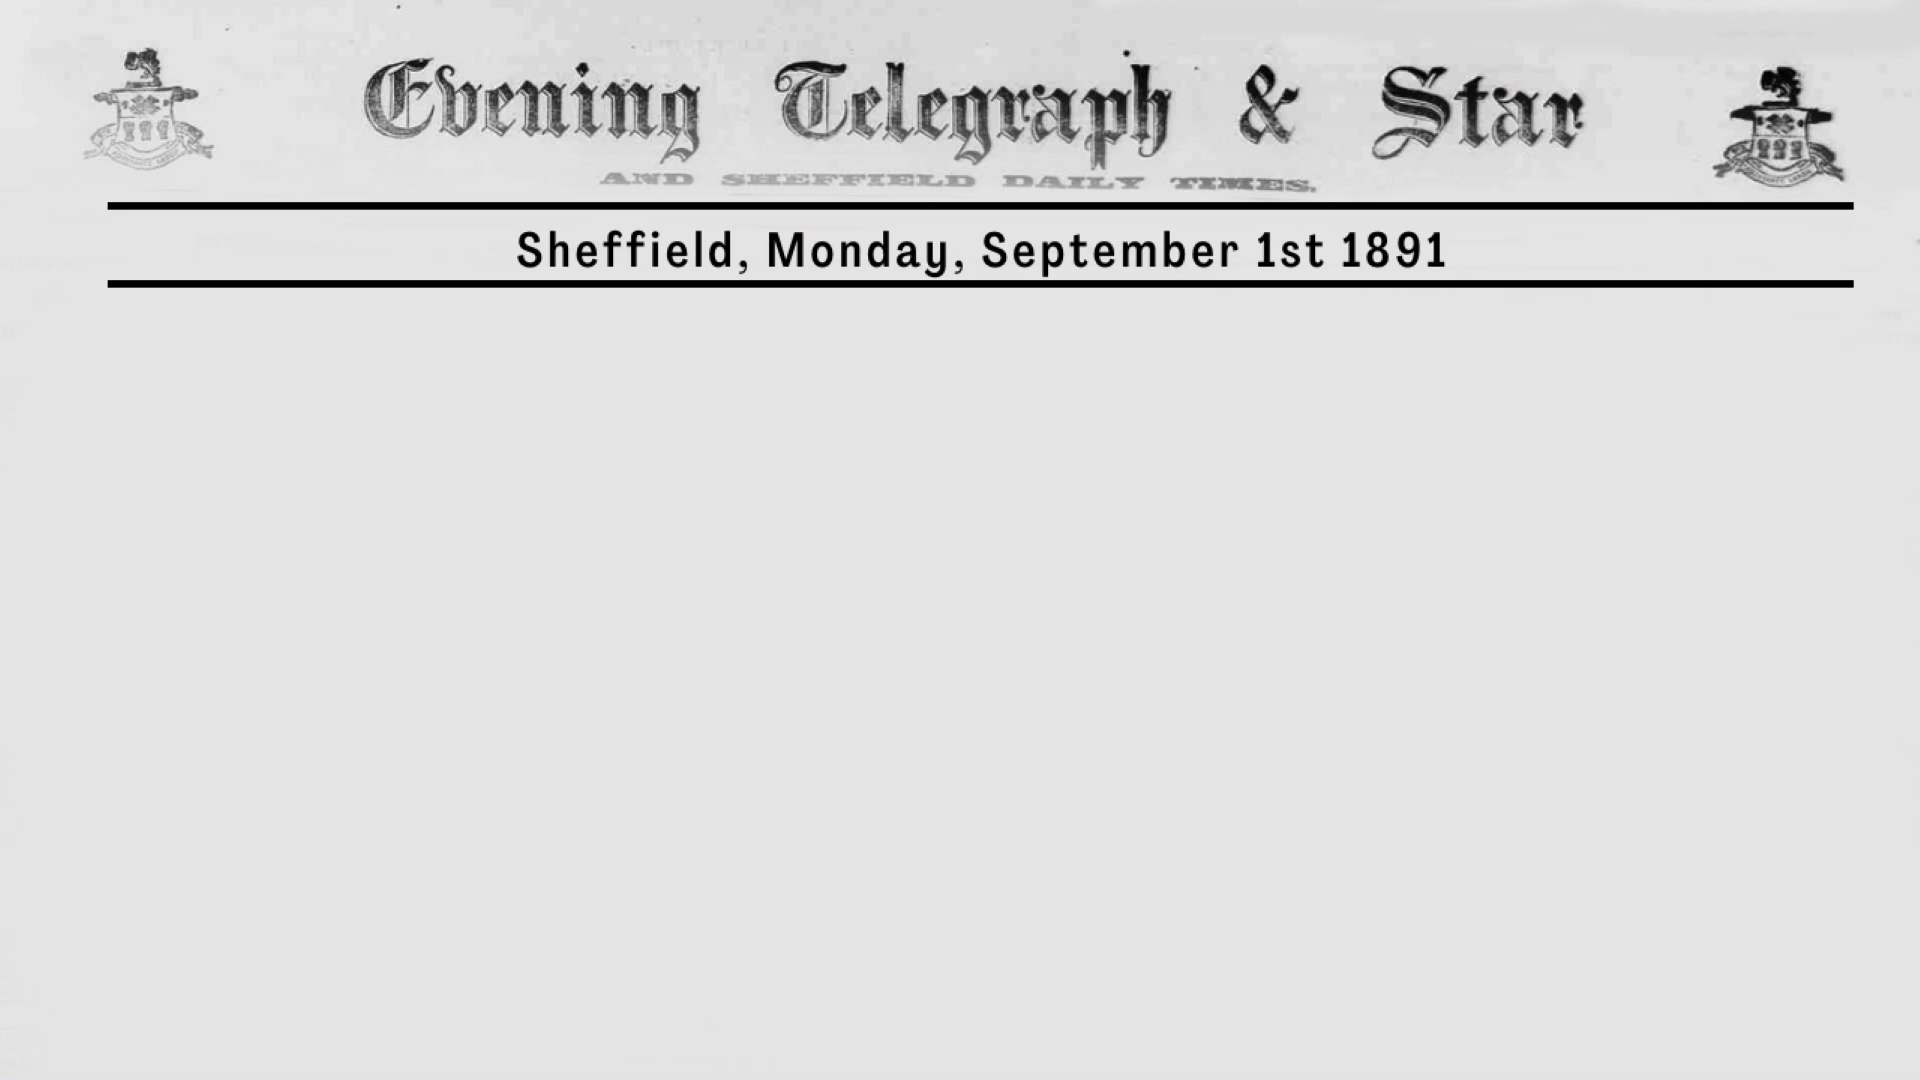 Evening Telegraph & Star
AND SHEFFIELD DAILY TIMES.
Sheffield, Monday, September 1st 1891